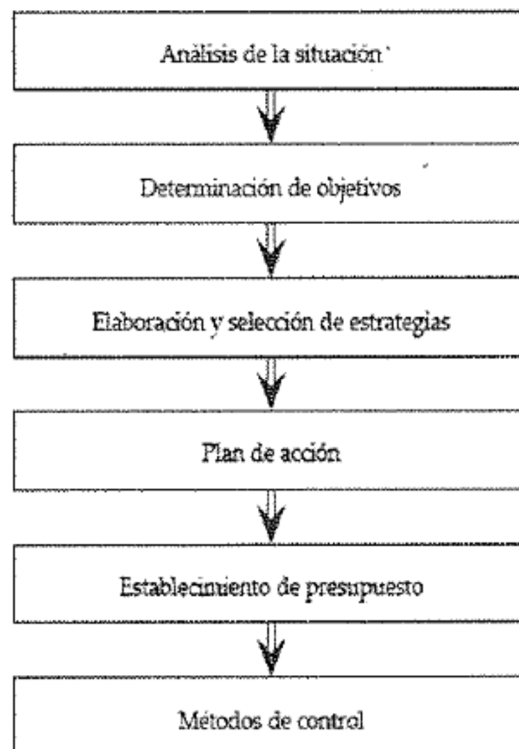 Análisis de la situación
Determinación de objetivos
Elaboración y selección de estrategias
Plan de acción
Establecimiento de presupuesto
Métodos de control